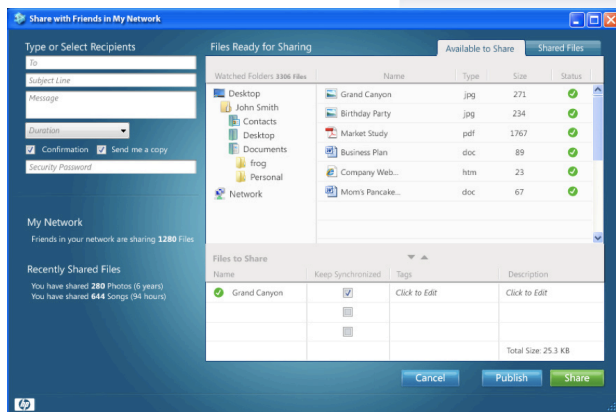 Share with Friends in My Network
Type or Select Recipients
To
Subject Line
Message
Duration
Confirmation Send me a copy
Security Password
My Network
Friends in your network are sharing 1280 Files
Recently Shared Files
You have shared 280 Photos (6 years)
You have shared 644 Songs (94 hours)
Files Ready for Sharing
Available to Share Shared Files
Watched Folders 3306 Files Name Type Size Status
Desktop
John Smith
Contacts
Desktop
Documents
frog
Personal
Network
Grand Canyon jpg 271
Birthday Party jpg 234
Market Study pdf 1767
Business Plan doc 89
Company Web... htm 23
Mom's Pancake... doc 67
Files to Share
Name Keep Synchronized Tags Description
Grand Canyon Click to Edit Click to Edit
Total Size: 25.3 KB
Cancel Publish Share
hp